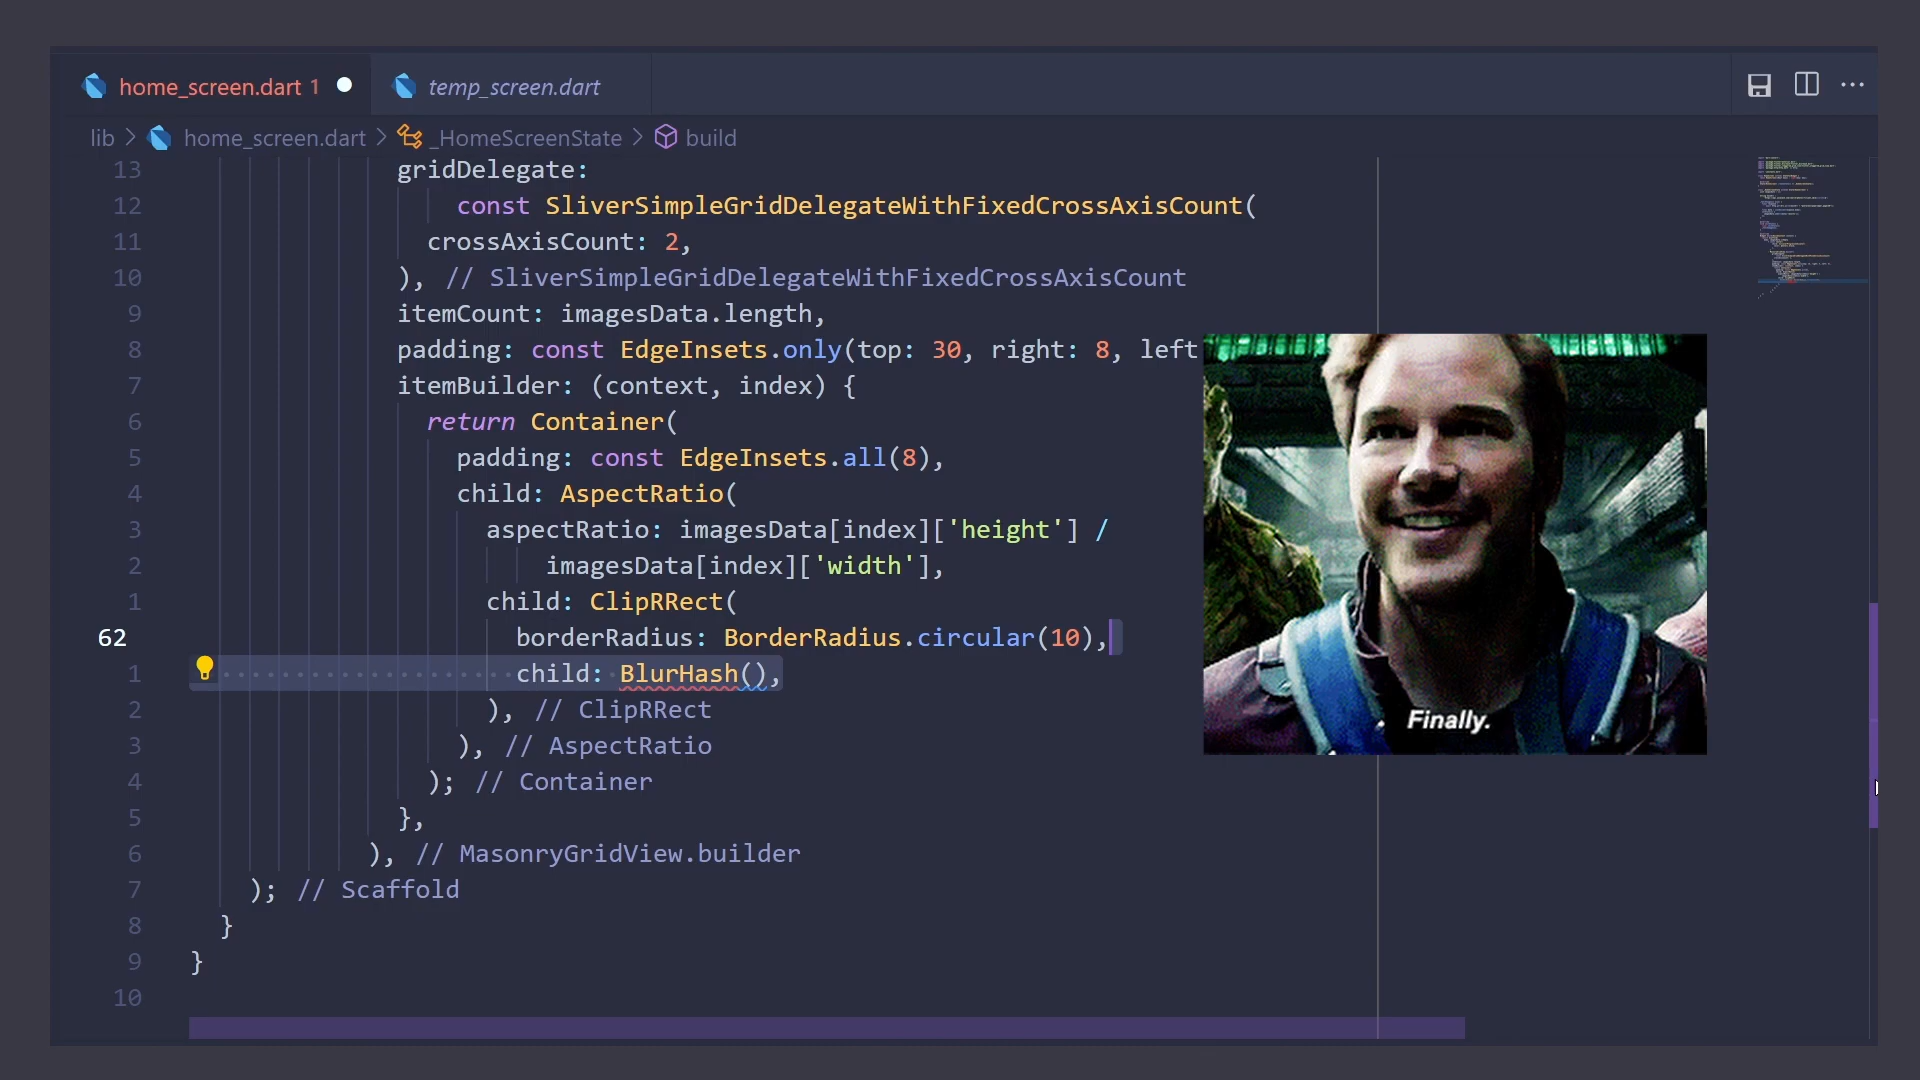 home_screen.dart 1
temp_screen.dart
lib > home_screen.dart > _HomeScreenState > build
13 gridDelegate:
12 const SliverSimpleGridDelegateWithFixedCrossAxisCount(
11 crossAxisCount: 2,
10 ), // SliverSimpleGridDelegateWithFixedCrossAxisCount
9 itemCount: imagesData.length,
8 padding: const EdgeInsets.only(top: 30, right: 8, left
7 itemBuilder: (context, index) {
6 return Container(
5 padding: const EdgeInsets.all(8),
4 child: AspectRatio(
3 aspectRatio: imagesData[index]['height'] /
2 imagesData[index]['width'],
1 child: ClipRRect(
62 borderRadius: BorderRadius.circular(10),
1 child: BlurHash(),
2 ), // ClipRRect
3 ), // AspectRatio
4 ); // Container
5 },
6 ), // MasonryGridView.builder
7 ); // Scaffold
8 }
9 }
10
Finally.